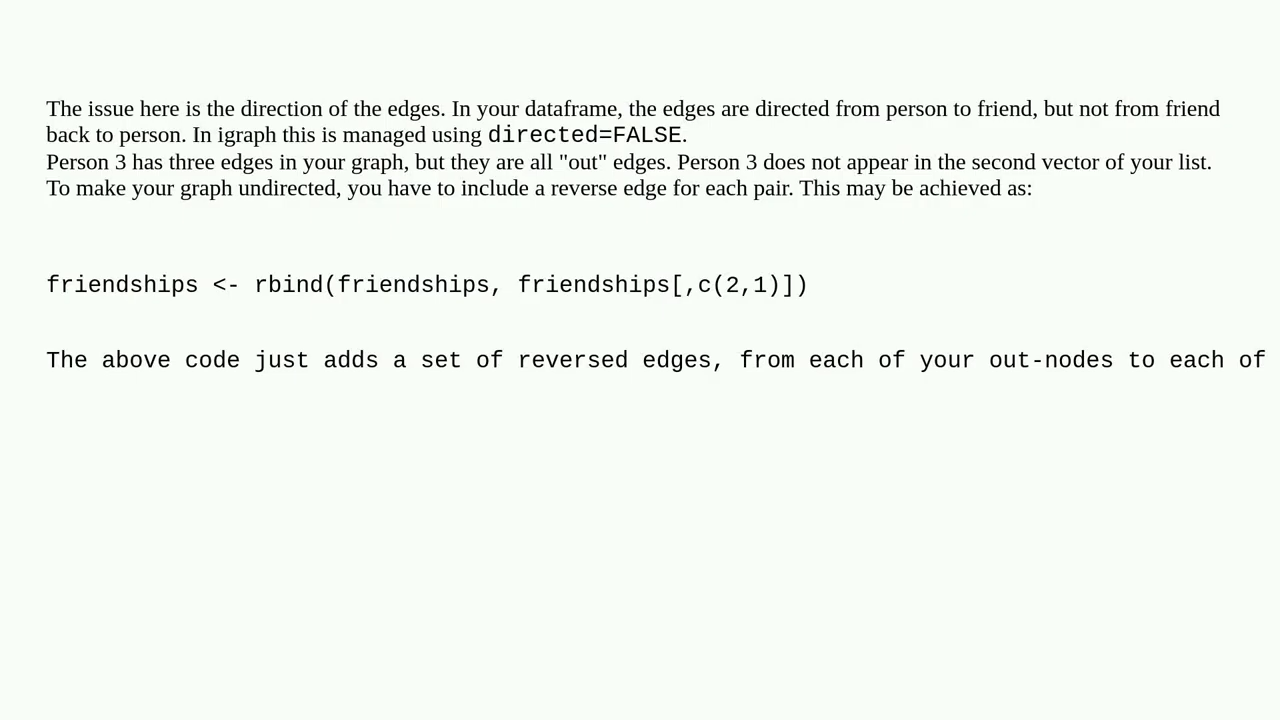 The issue here is the direction of the edges. In your dataframe, the edges are directed from person to friend, but not from friend
back to person. In igraph this is managed using directed=FALSE.
Person 3 has three edges in your graph, but they are all "out" edges. Person 3 does not appear in the second vector of your list.
To make your graph undirected, you have to include a reverse edge for each pair. This may be achieved as:
friendships <- rbind(friendships, friendships[,c(2,1)])
The above code just adds a set of reversed edges, from each of your out-nodes to each of